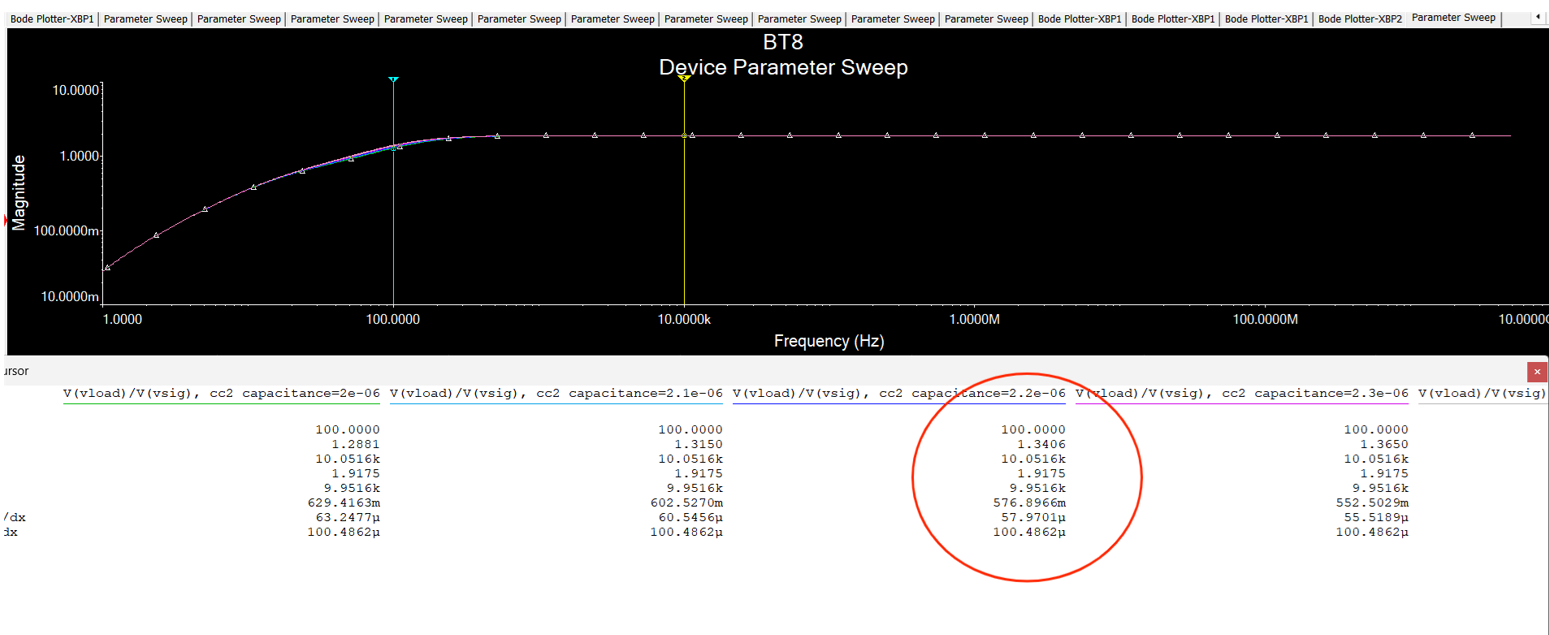 Bode Plotter-XBP1 Parameter Sweep Parameter Sweep Parameter Sweep Parameter Sweep Parameter Sweep Parameter Sweep Parameter Sweep Parameter Sweep Parameter Sweep Parameter Sweep Bode Plotter-XBP1 Bode Plotter-XBP1 Bode Plotter-XBP1 Bode Plotter-XBP2 Parameter Sweep
BT8
Device Parameter Sweep
10.0000
1.0000
100.0000m
10.0000m
Magnitude
1.0000 100.0000 10.0000k 1.0000M 100.0000M 10.0000
Frequency (Hz)
ursor
V(vload)/V(vsig), cc2 capacitance=2e-06 V(vload)/V(vsig), cc2 capacitance=2.1e-06 V(vload)/V(vsig), cc2 capacitance=2.2e-06 V(vload)/V(vsig), cc2 capacitance=2.3e-06 V(vload)/V(vsig)
100.0000 100.0000 100.0000 100.0000
1.2881 1.3150 1.3406 1.3650
10.0516k 10.0516k 10.0516k 10.0516k
1.9175 1.9175 1.9175 1.9175
9.9516k 9.9516k 9.9516k 9.9516k
629.4163m 602.5270m 576.8966m 552.5029m
/dx 63.2477µ 60.5456µ 57.9701µ 55.5189µ
dx 100.4862µ 100.4862µ 100.4862µ 100.4862µ